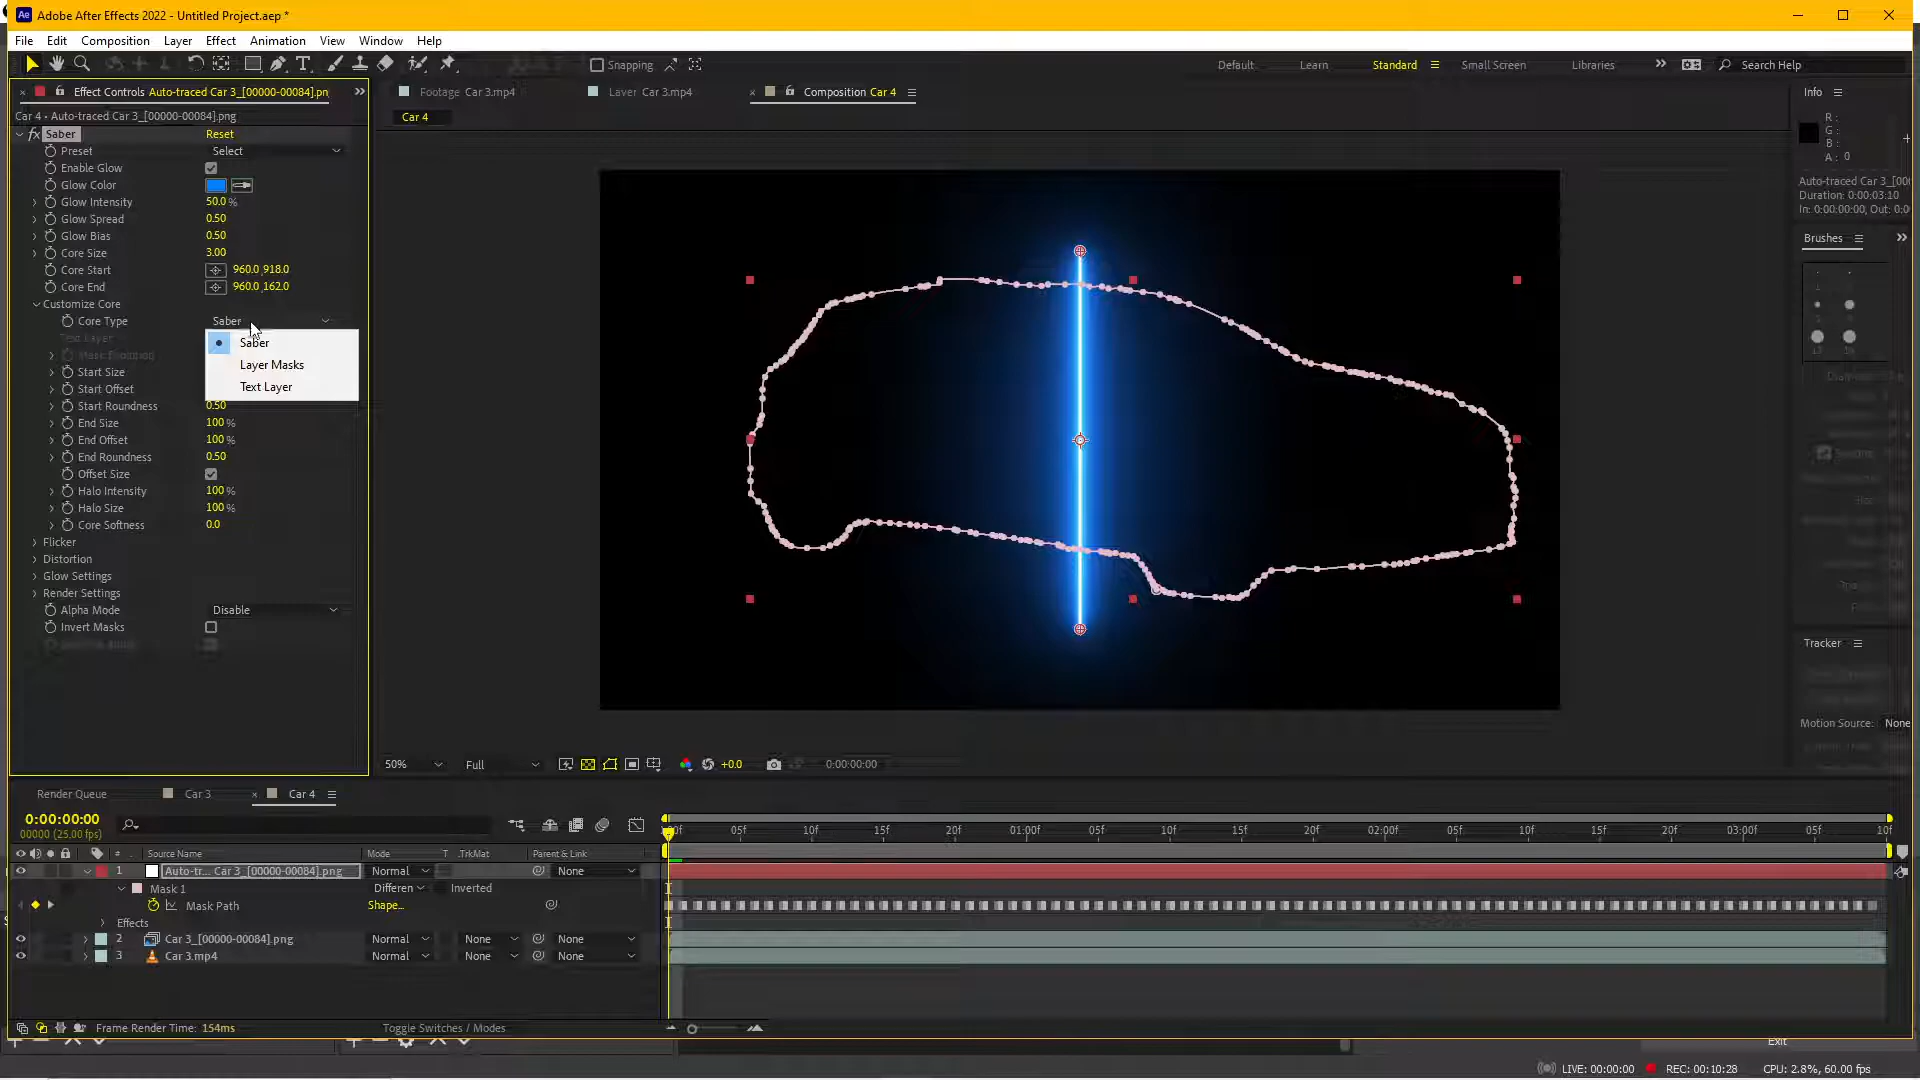 Adobe After Effects 2022 - Untitled Project.aep *
File Edit Composition Layer Effect Animation View Window Help
Snapping Default Learn Standard Small Screen Libraries Search Help
Effect Controls Auto-traced Car 3_[00000-00084].pn
Footage Car 3.mp4 Layer Car 3.mp4 Composition Car 4
Info
Car 4 - Auto-traced Car 3_[00000-00084].png
Car 4
fx Saber Reset
Preset Select
Enable Glow
Glow Color
Glow Intensity 50.0 %
Glow Spread 0.50
Glow Bias 0.50
Core Size 3.00
Core Start 960.0,918.0
Core End 960.0,162.0
Customize Core
Core Type Saber
Text Layer
Mask Evolution
Start Size
Start Offset
Start Roundness 0.50
End Size 100 %
End Offset 100 %
End Roundness 0.50
Offset Size
Halo Intensity 100 %
Halo Size 100 %
Core Softness 0.0
Flicker
Distortion
Glow Settings
Render Settings
Alpha Mode Disable
Invert Masks
Saber
Layer Masks
Text Layer
R :
G :
B :
A : 0
Auto-traced Car 3_[00
Duration: 0:00:03:10
In: 0:00:00:00, Out: 0:0
Brushes
Tracker
Motion Source: None
50% Full +0.0 0:00:00:00
Render Queue Car 3 × Car 4
0:00:00:00
00000 (25.00 fps)
05f 10f 15f 20f 01:00f 05f 10f 15f 20f 02:00f 05f 10f 15f 20f 03:00f 05f 10f
# Source Name Mode T .TrkMat Parent & Link
1 Auto-tr... Car 3_[00000-00084].png Normal None
Mask 1 Differen Inverted
Mask Path Shape...
Effects
2 Car 3_[00000-00084].png Normal None None
3 Car 3.mp4 Normal None None
Frame Render Time: 154ms Toggle Switches / Modes
Exit
LIVE: 00:00:00 REC: 00:10:28 CPU: 2.8%, 60.00 fps